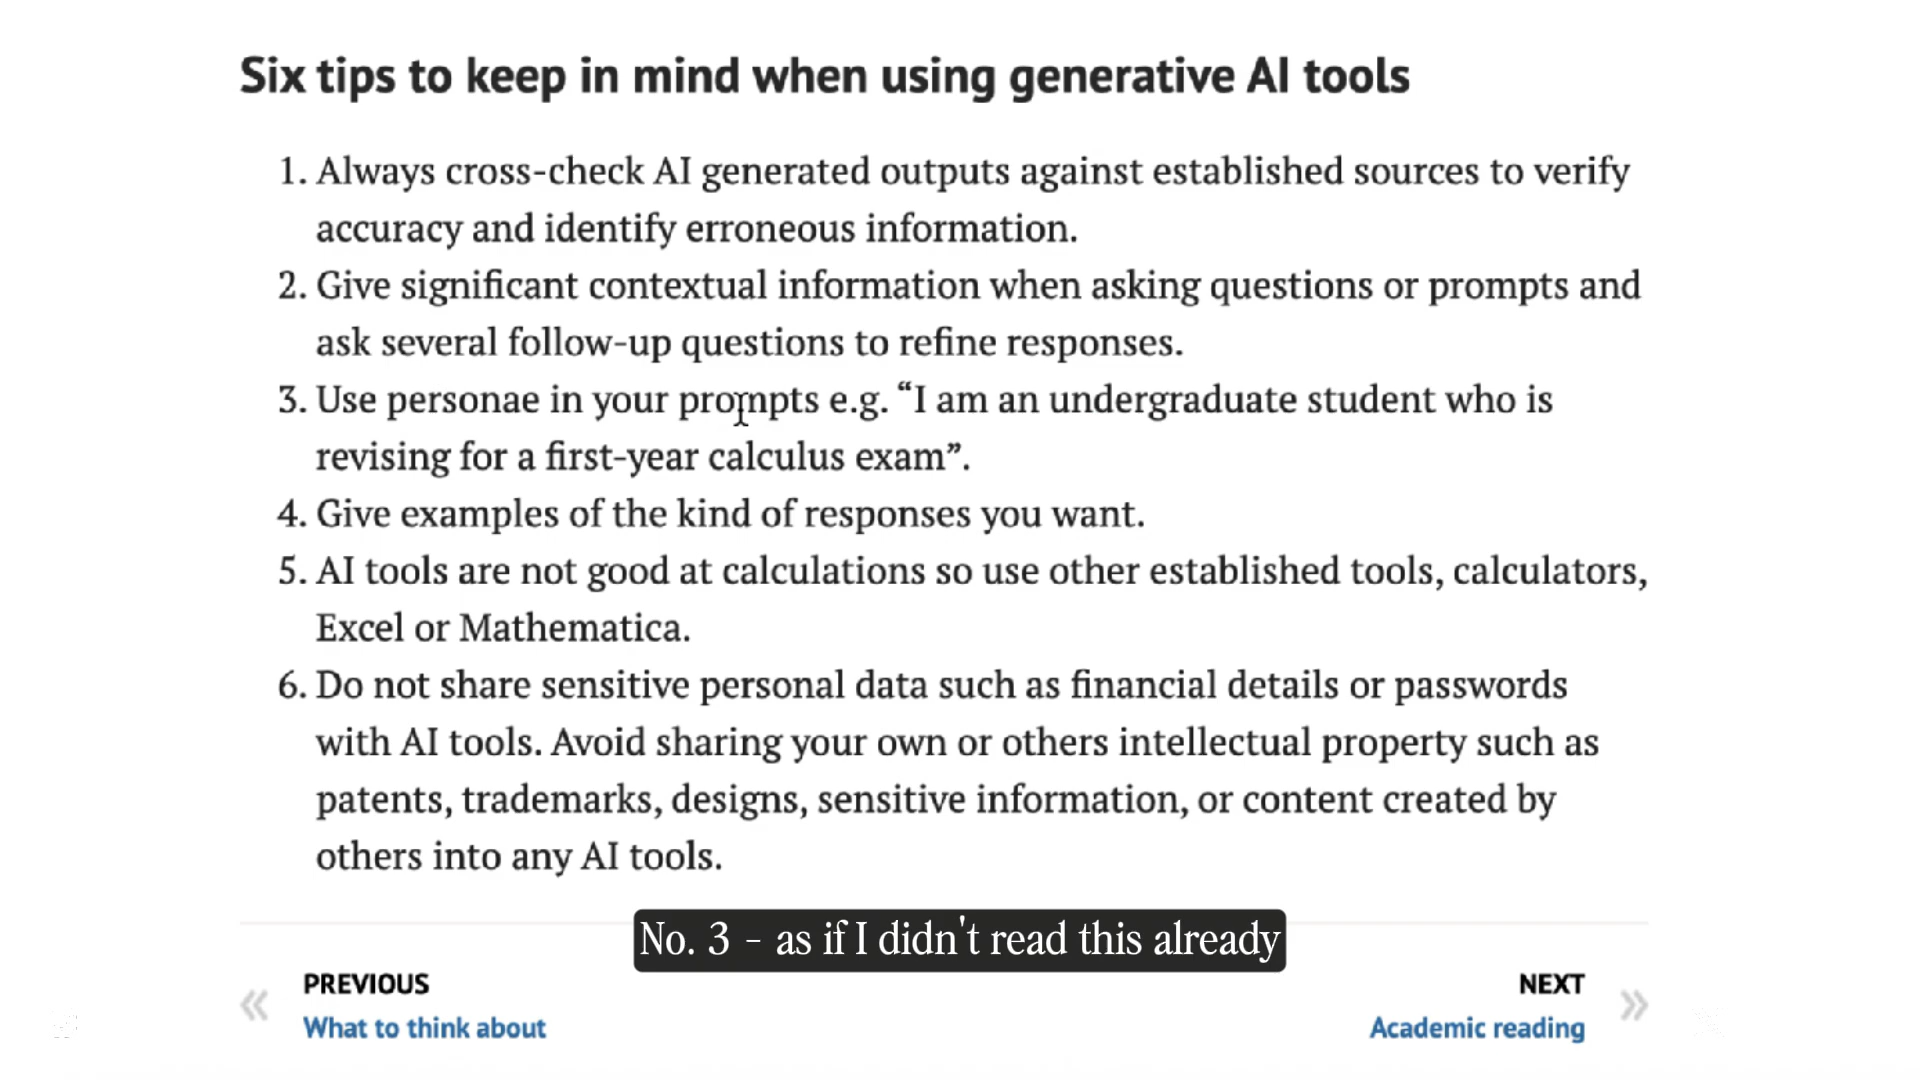 Six tips to keep in mind when using generative AI tools
1. Always cross-check AI generated outputs against established sources to verify
accuracy and identify erroneous information.
2. Give significant contextual information when asking questions or prompts and
ask several follow-up questions to refine responses.
3. Use personae in your prompts e.g. “I am an undergraduate student who is
revising for a first-year calculus exam”.
4. Give examples of the kind of responses you want.
5. AI tools are not good at calculations so use other established tools, calculators,
Excel or Mathematica.
6. Do not share sensitive personal data such as financial details or passwords
with AI tools. Avoid sharing your own or others intellectual property such as
patents, trademarks, designs, sensitive information, or content created by
others into any AI tools.
No. 3 - as if I didn't read this already
« PREVIOUS
What to think about
NEXT »
Academic reading